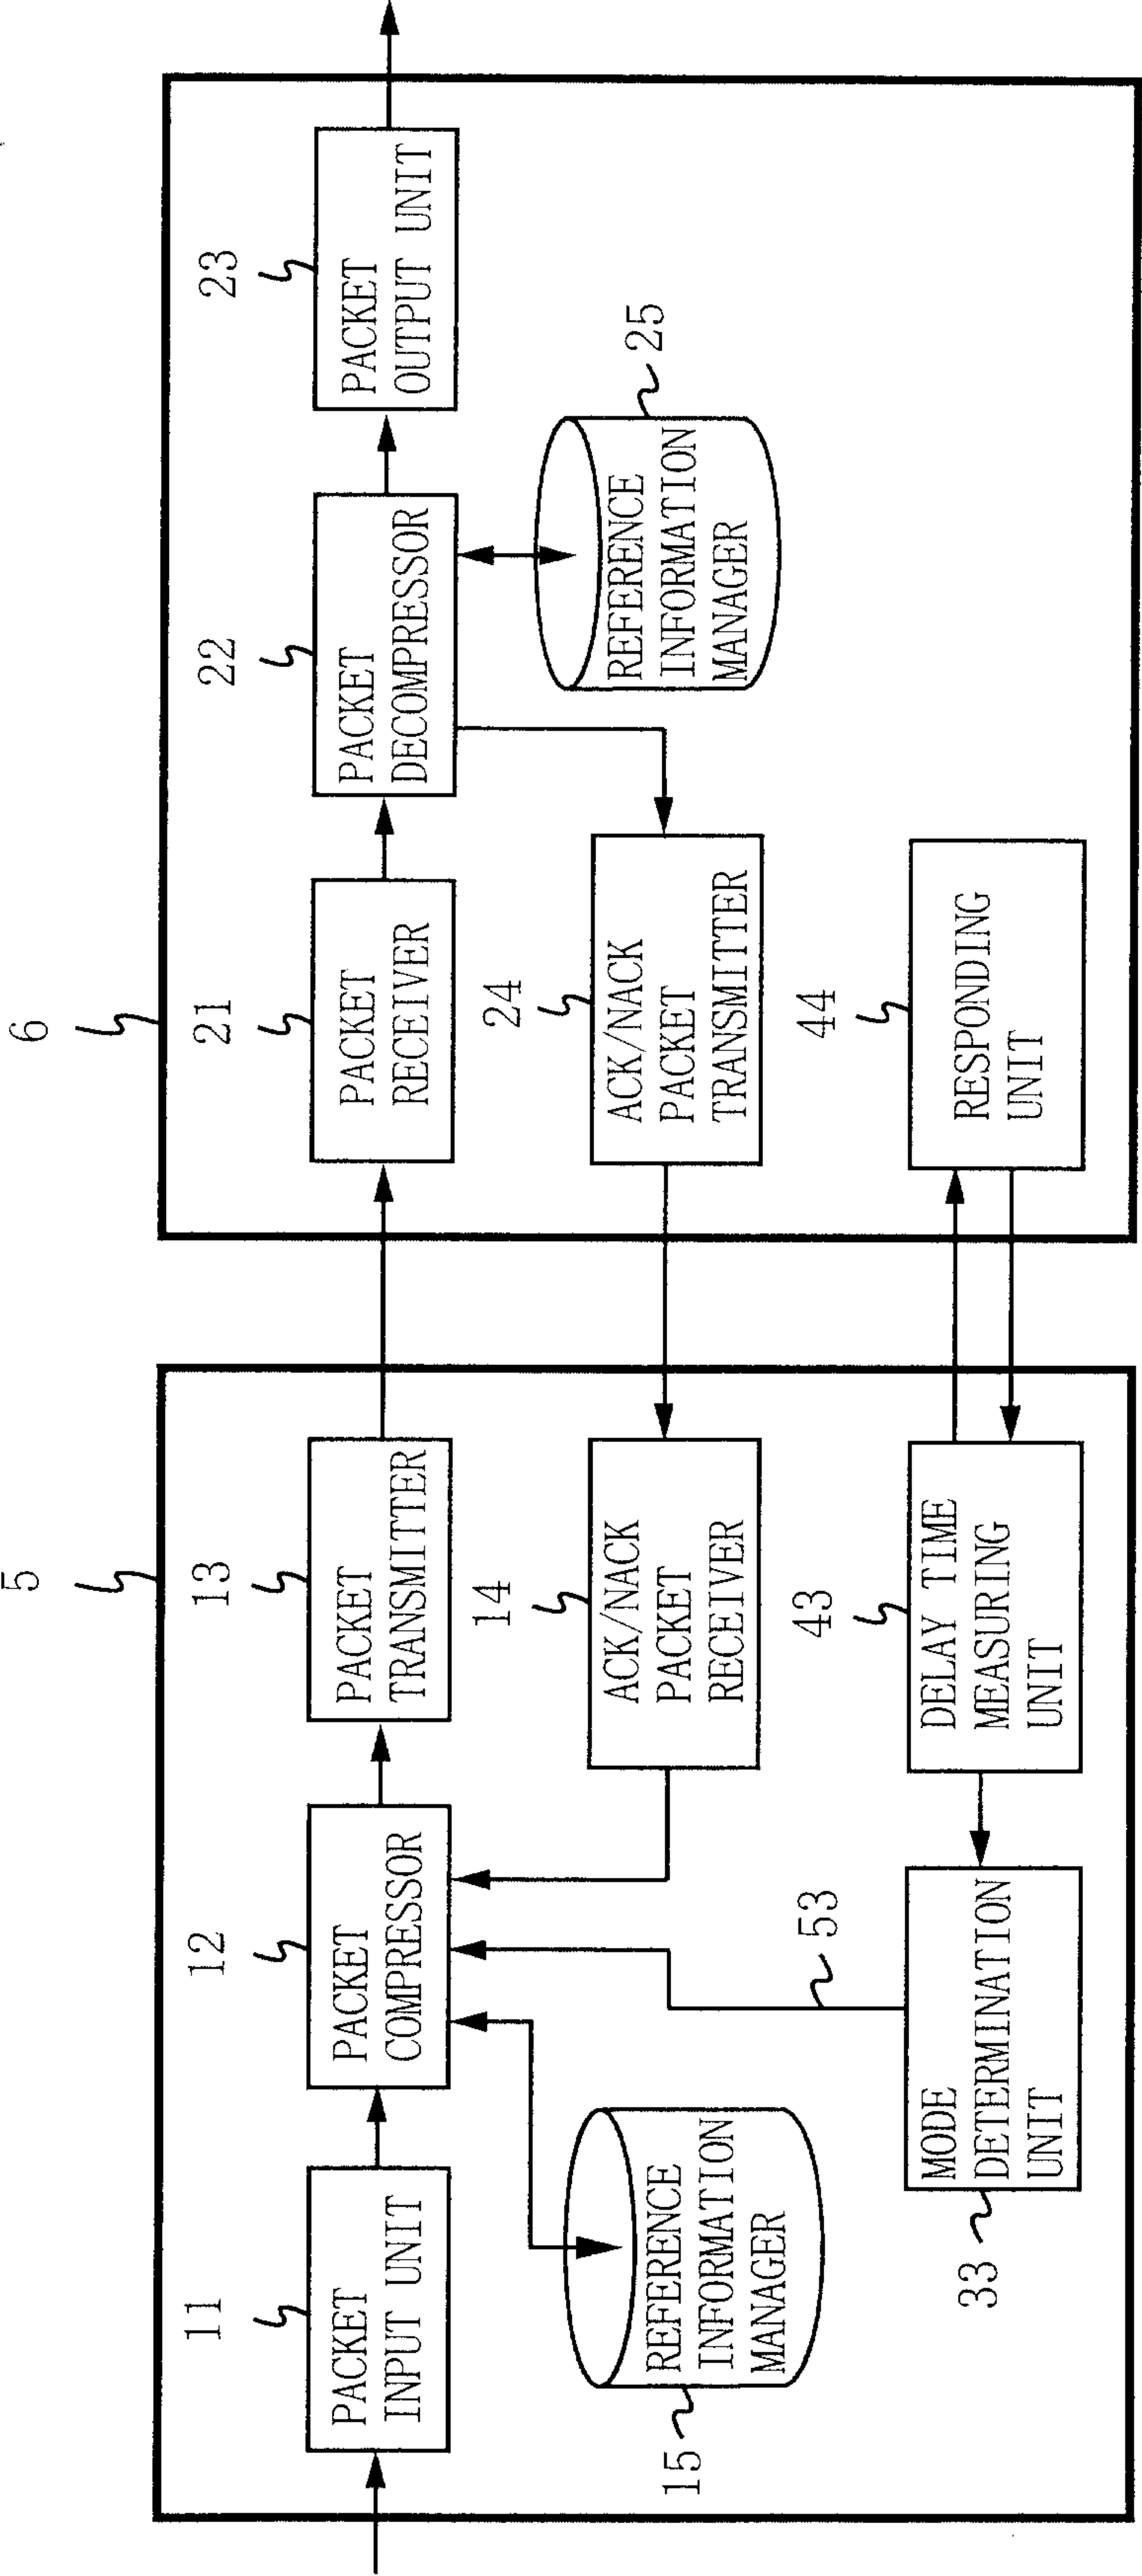 5
11
PACKET
INPUT UNIT
12
PACKET
COMPRESSOR
13
PACKET
TRANSMITTER
15
REFERENCE
INFORMATION
MANAGER
14
ACK/NACK
PACKET
RECEIVER
53
33
MODE
DETERMINATION
UNIT
43
DELAY TIME
MEASURING
UNIT
6
21
PACKET
RECEIVER
22
PACKET
DECOMPRESSOR
23
PACKET
OUTPUT UNIT
24
ACK/NACK
PACKET
TRANSMITTER
25
REFERENCE
INFORMATION
MANAGER
44
RESPONDING
UNIT